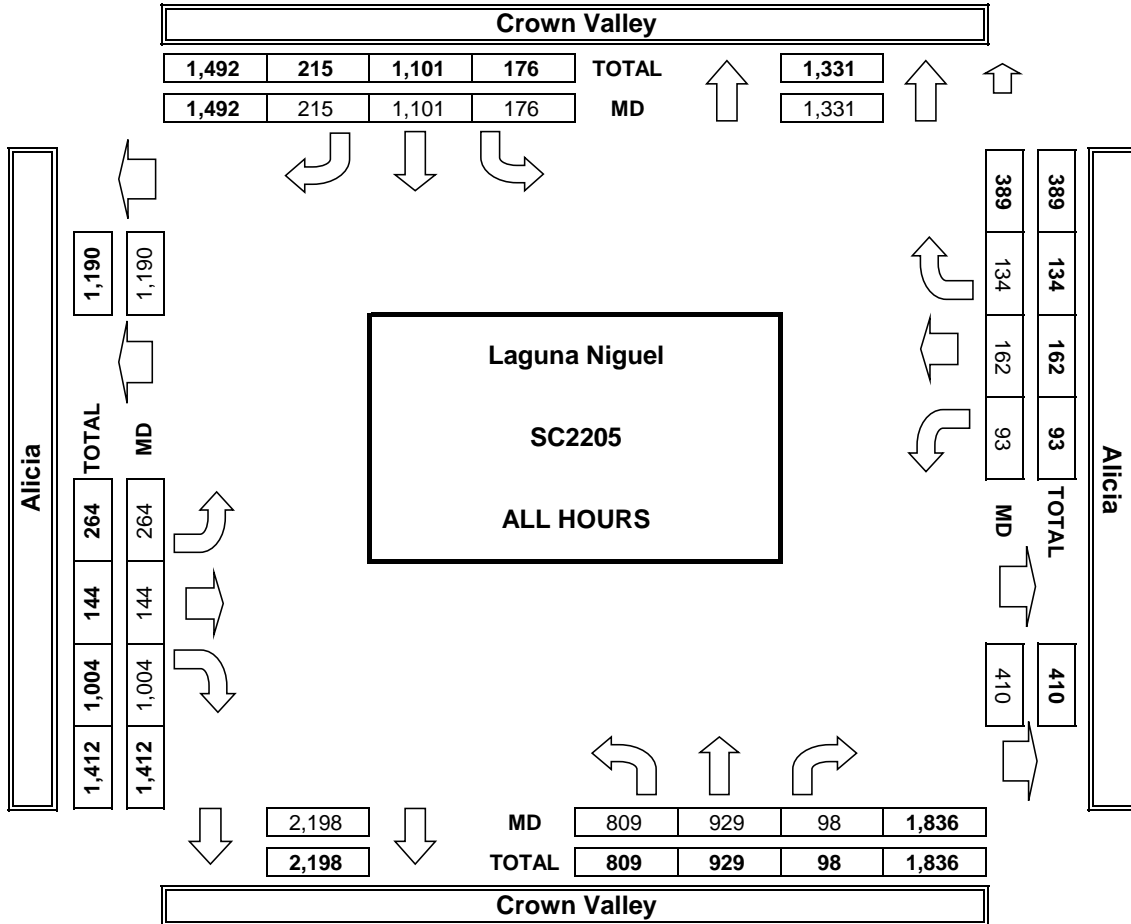 Crown Valley
1,492 215 1,101 176 TOTAL 1,331
1,492 215 1,101 176 MD 1,331
Alicia
1,190 1,190
TOTAL MD
264 264
144 144
1,004 1,004
1,412 1,412
Laguna Niguel
SC2205
ALL HOURS
389 389
134 134
162 162
93 93
MD TOTAL
410 410
Alicia
2,198 MD 809 929 98 1,836
2,198 TOTAL 809 929 98 1,836
Crown Valley